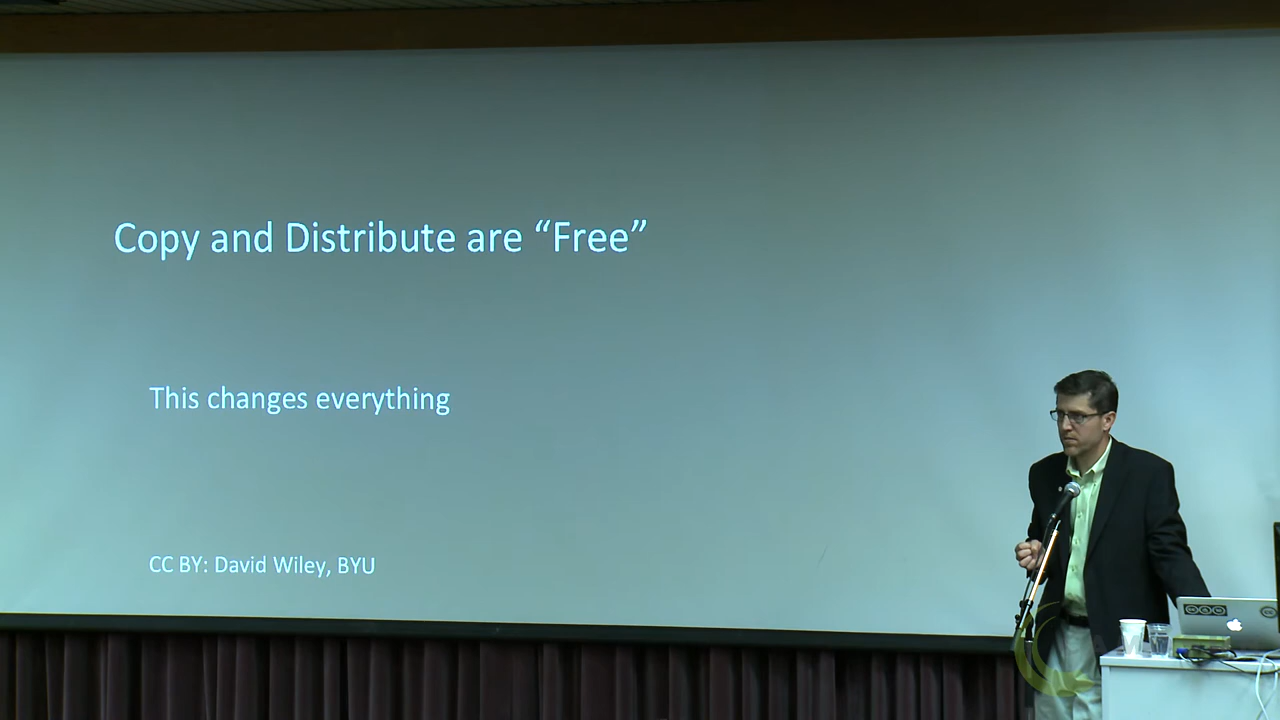 Copy and Distribute are “Free”
This changes everything
CC BY: David Wiley, BYU